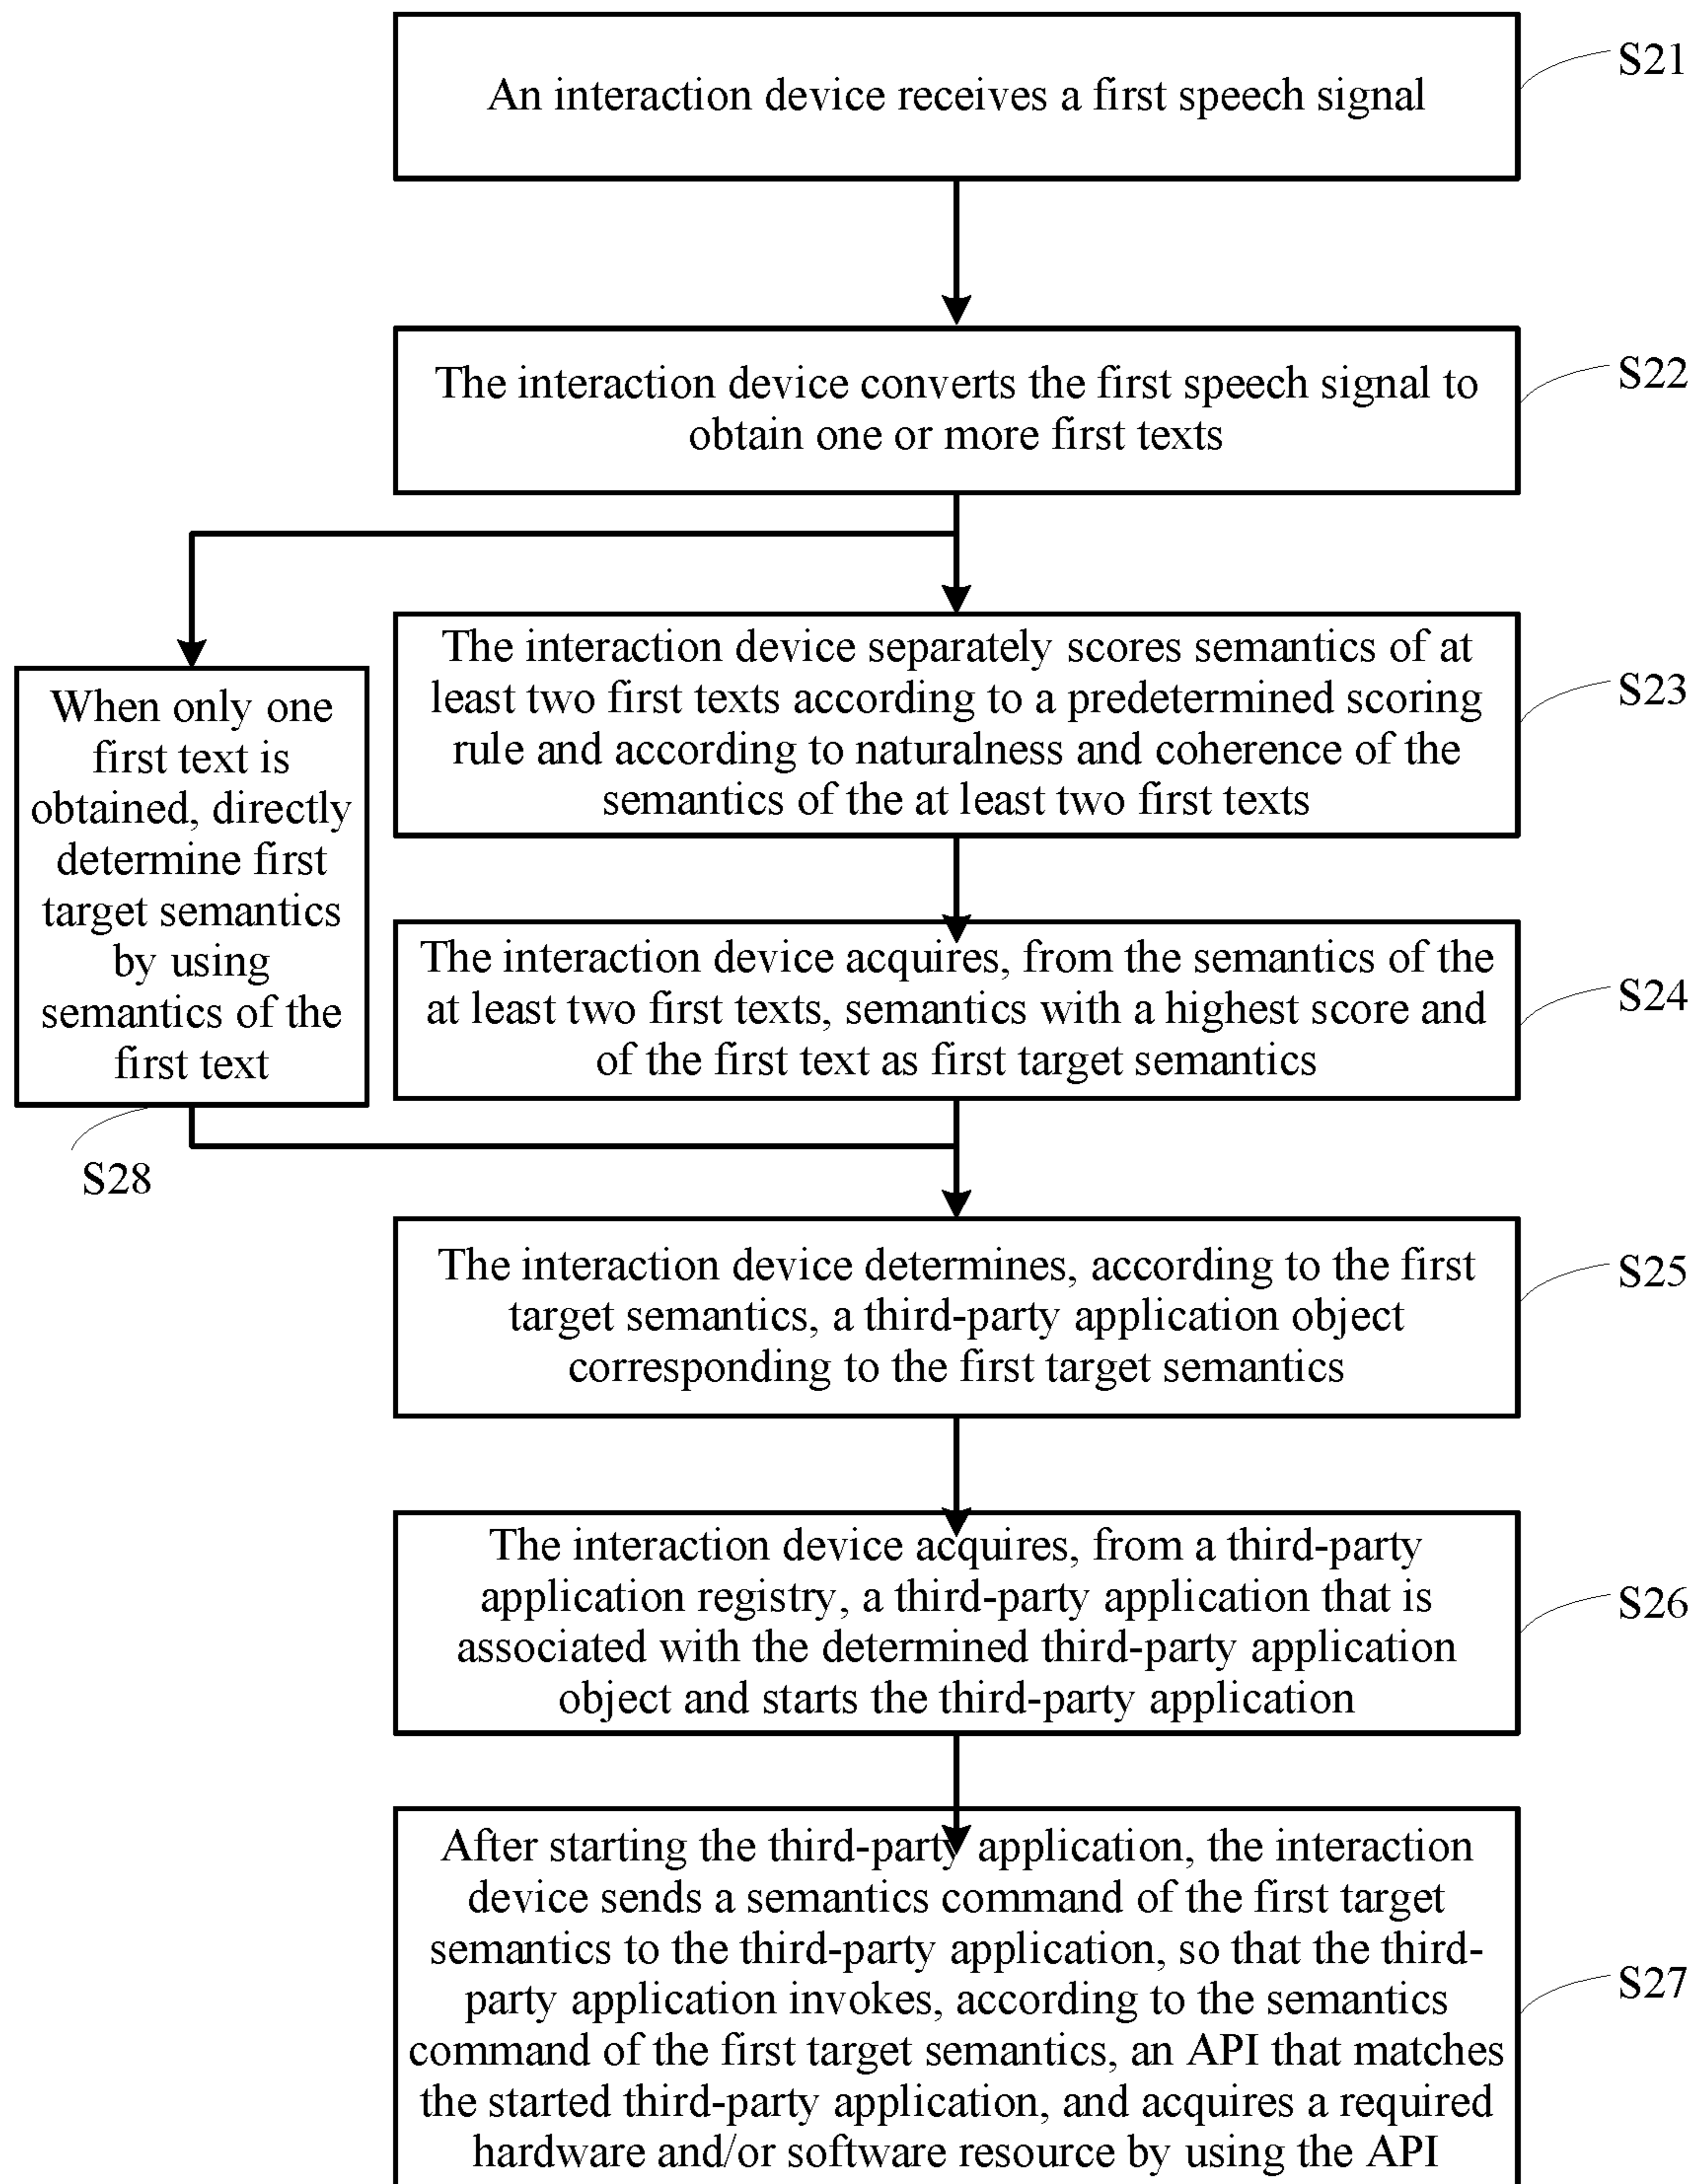 An interaction device receives a first speech signal
S21
The interaction device converts the first speech signal to
obtain one or more first texts
S22
The interaction device separately scores semantics of at
least two first texts according to a predetermined scoring
rule and according to naturalness and coherence of the
semantics of the at least two first texts
S23
When only one
first text is
obtained, directly
determine first
target semantics
by using
semantics of the
first text
S28
The interaction device acquires, from the semantics of the
at least two first texts, semantics with a highest score and
of the first text as first target semantics
S24
The interaction device determines, according to the first
target semantics, a third-party application object
corresponding to the first target semantics
S25
The interaction device acquires, from a third-party
application registry, a third-party application that is
associated with the determined third-party application
object and starts the third-party application
S26
After starting the third-party application, the interaction
device sends a semantics command of the first target
semantics to the third-party application, so that the third-
party application invokes, according to the semantics
command of the first target semantics, an API that matches
the started third-party application, and acquires a required
hardware and/or software resource by using the API
S27